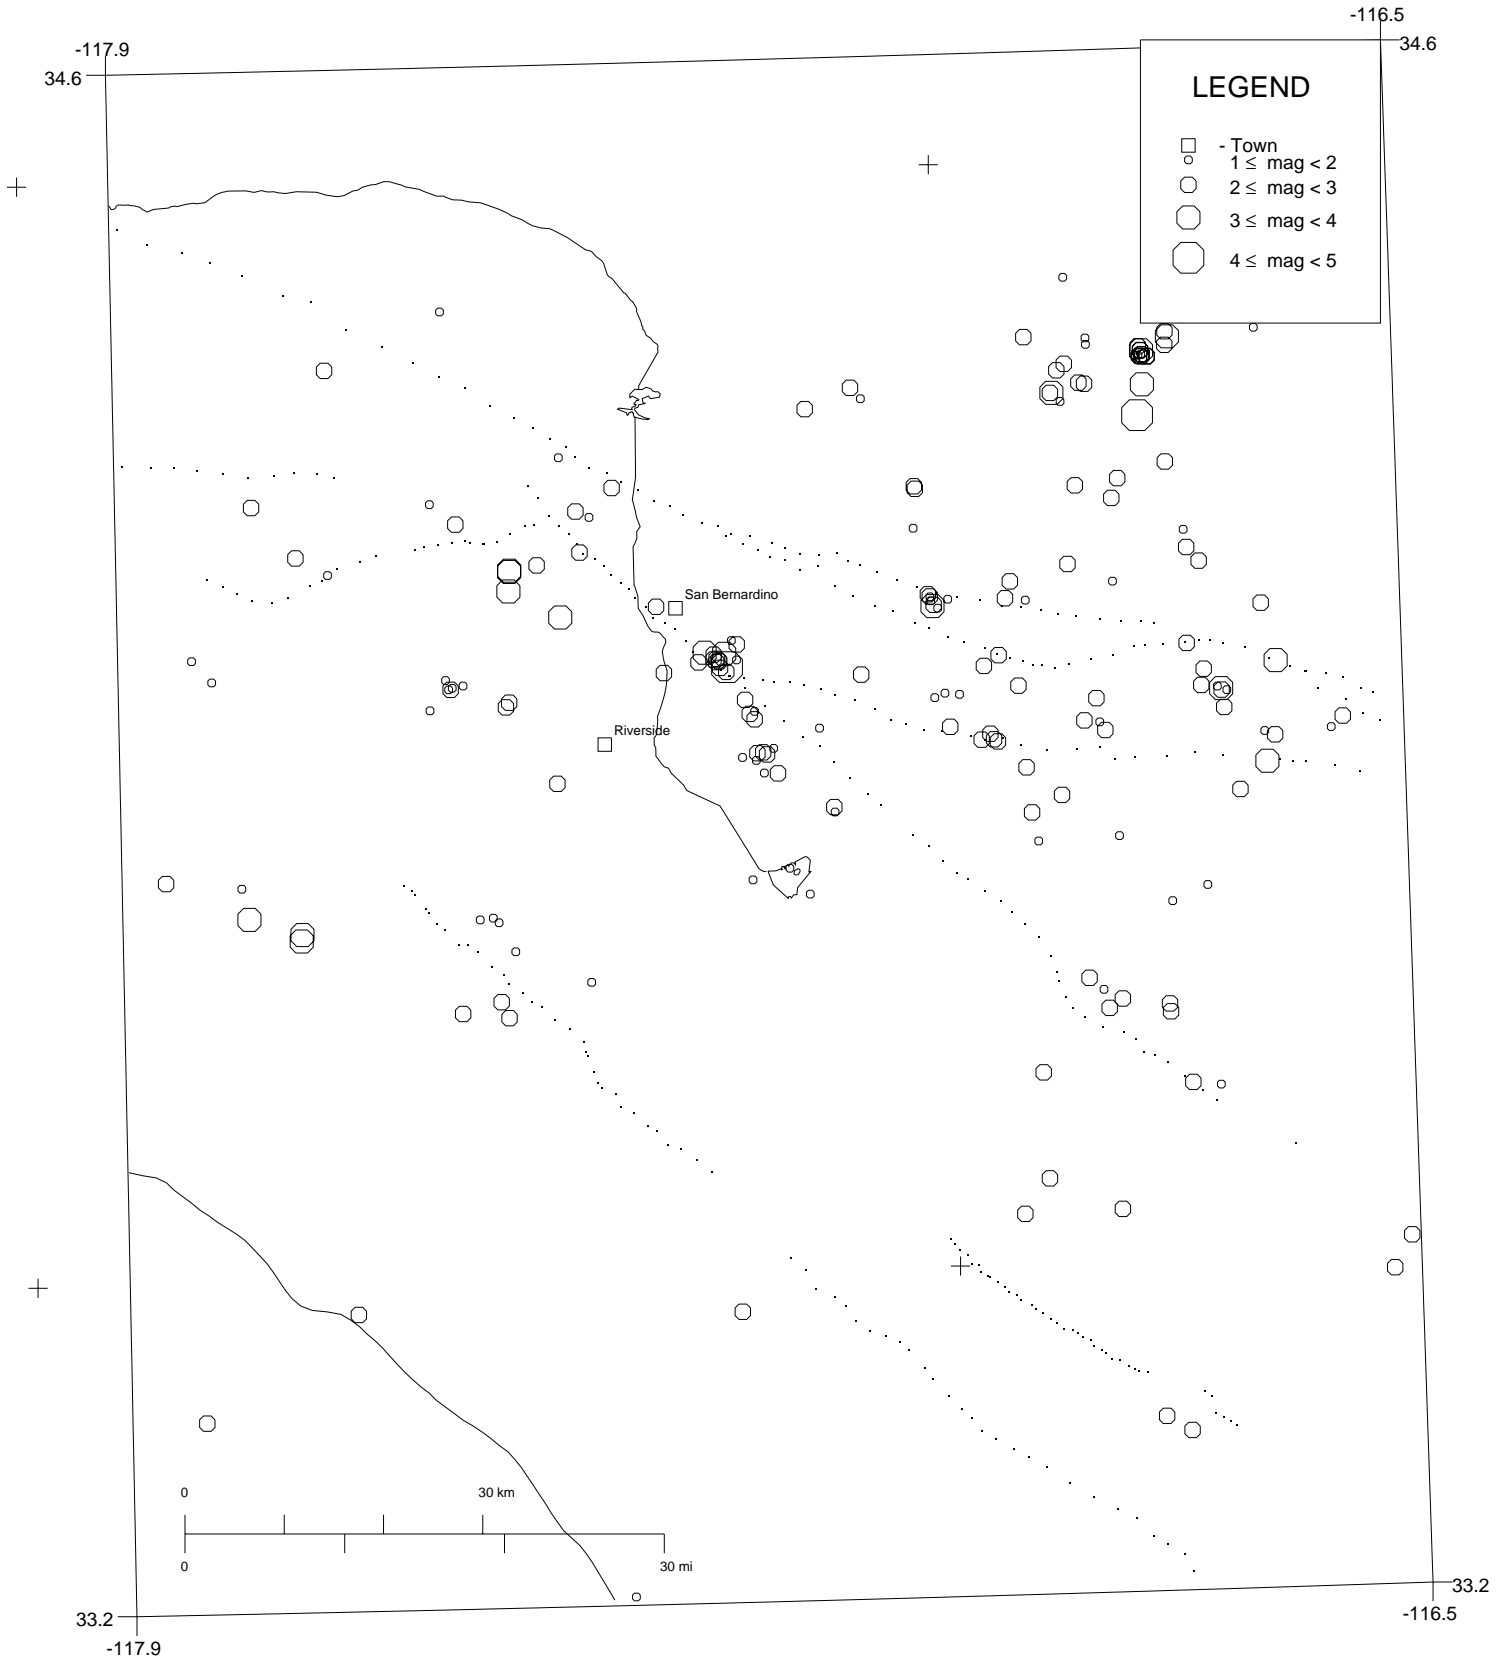 -116.5
34.6
-117.9
34.6
LEGEND
- Town
1 ≤ mag < 2
2 ≤ mag < 3
3 ≤ mag < 4
4 ≤ mag < 5
San Bernardino
Riverside
0
30 km
0
30 mi
33.2
-116.5
33.2
-117.9